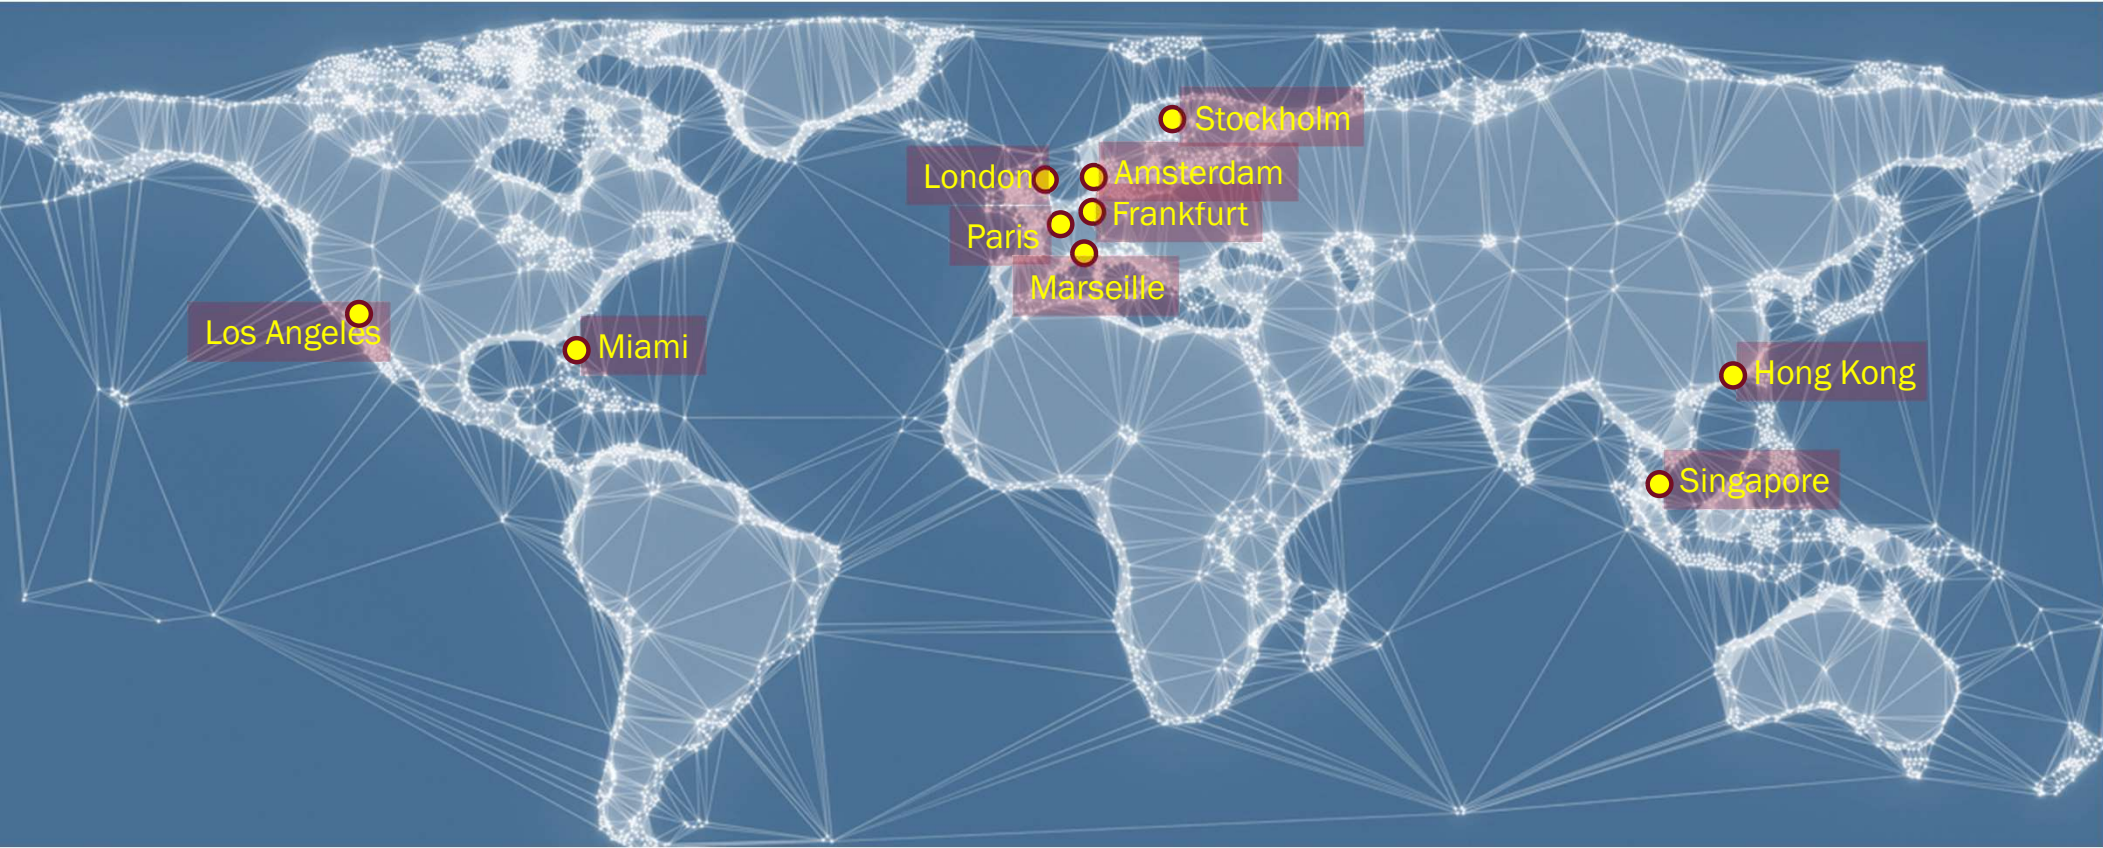 Stockholm
London
Amsterdam
Frankfurt
Paris
Marseille
Los Angeles
Miami
Hong Kong
Singapore